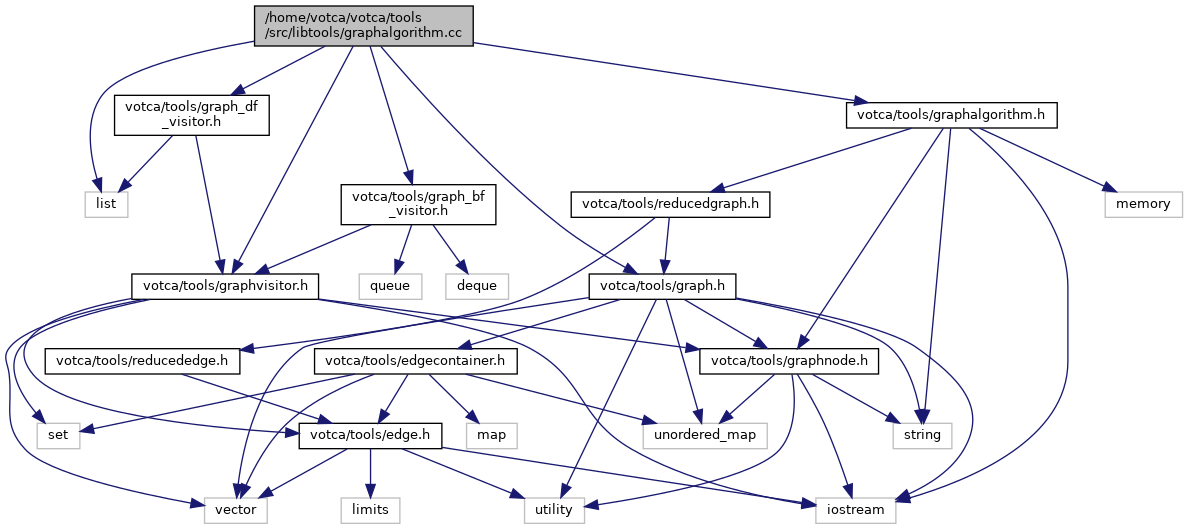 /home/votca/votca/tools
/src/libtools/graphalgorithm.cc
votca/tools/graph_df
_visitor.h
votca/tools/graphalgorithm.h
list
votca/tools/graph_bf
_visitor.h
votca/tools/reducedgraph.h
memory
votca/tools/graphvisitor.h
queue
deque
votca/tools/graph.h
votca/tools/reducededge.h
votca/tools/edgecontainer.h
votca/tools/graphnode.h
set
votca/tools/edge.h
map
unordered_map
string
vector
limits
utility
iostream